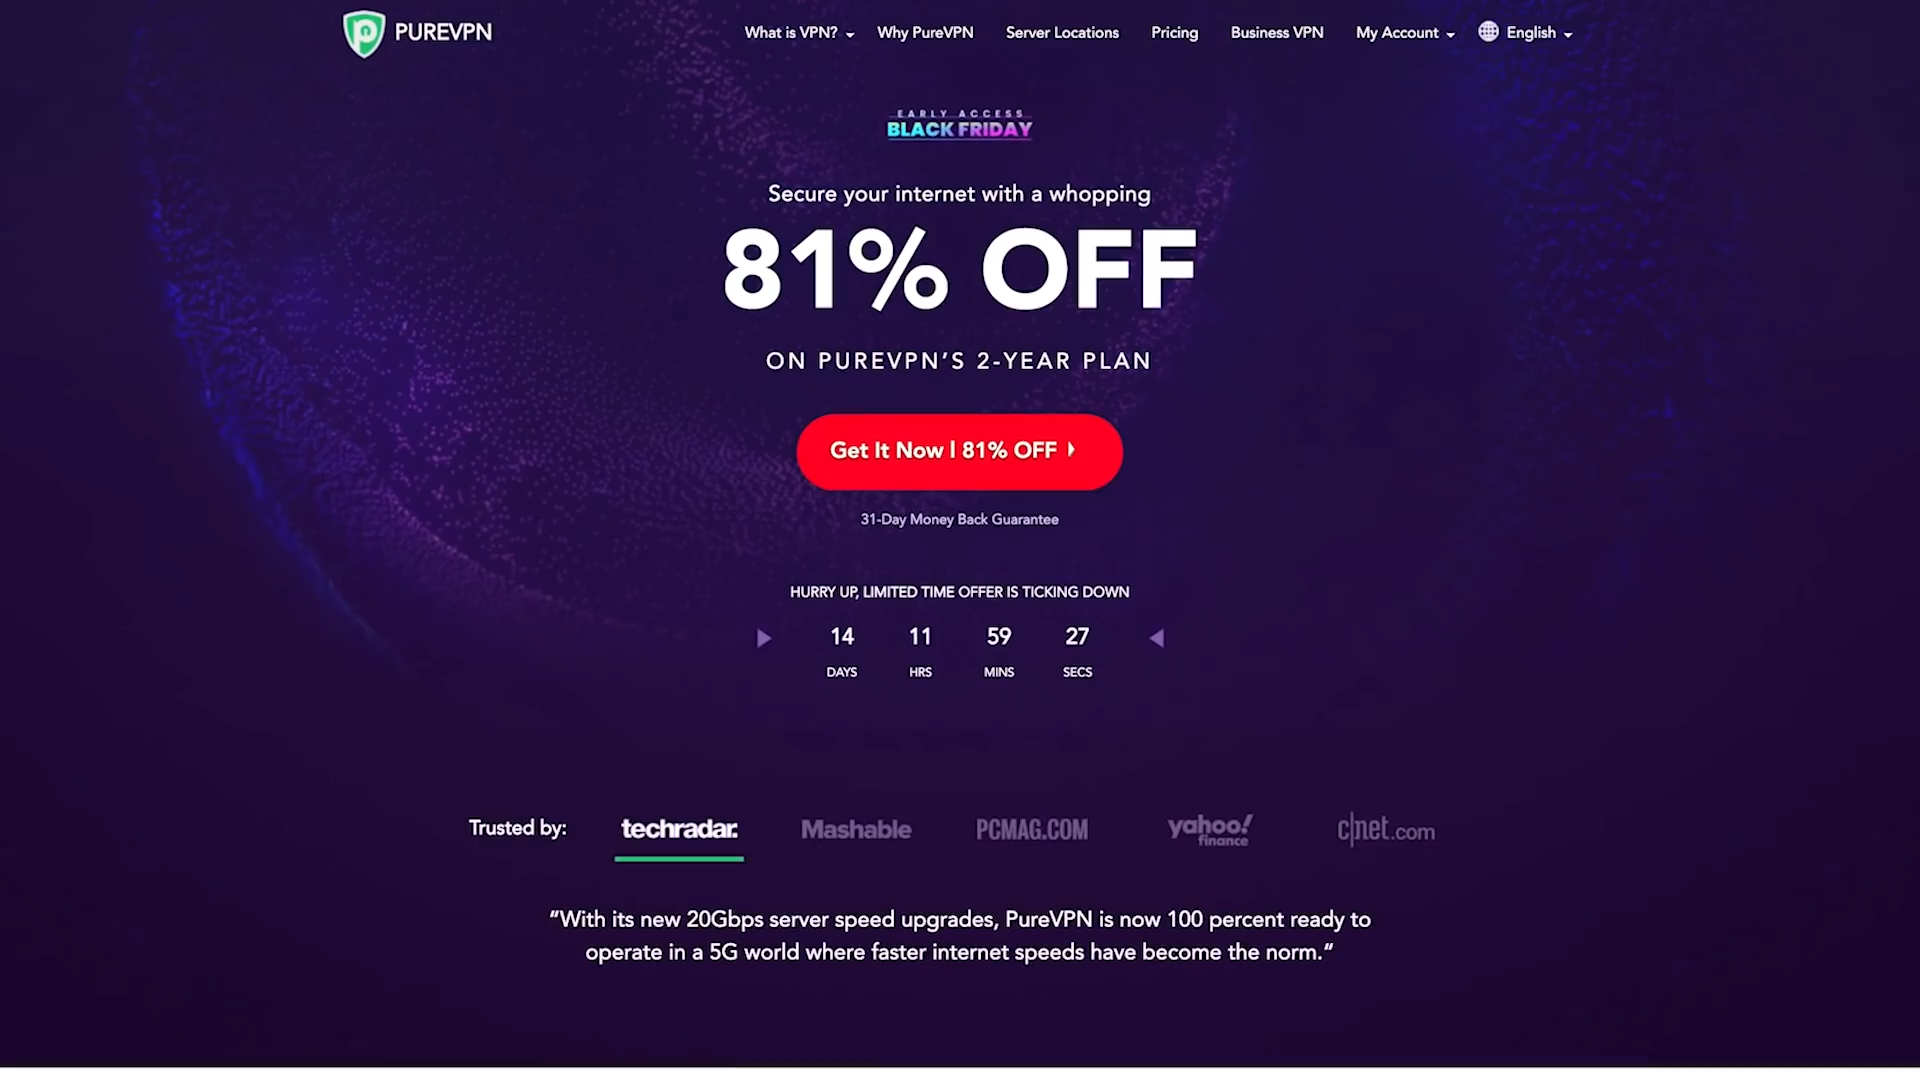 PUREVPN
What is VPN? Why PureVPN Server Locations Pricing Business VPN My Account English
EARLY ACCESS
BLACK FRIDAY
Secure your internet with a whopping
81% OFF
ON PUREVPN’S 2-YEAR PLAN
Get It Now | 81% OFF
31-Day Money Back Guarantee
HURRY UP, LIMITED TIME OFFER IS TICKING DOWN
14 11 59 27
DAYS HRS MINS SECS
Trusted by: techradar. Mashable PCMAG.COM yahoo! finance c|net.com
“With its new 20Gbps server speed upgrades, PureVPN is now 100 percent ready to
operate in a 5G world where faster internet speeds have become the norm.“